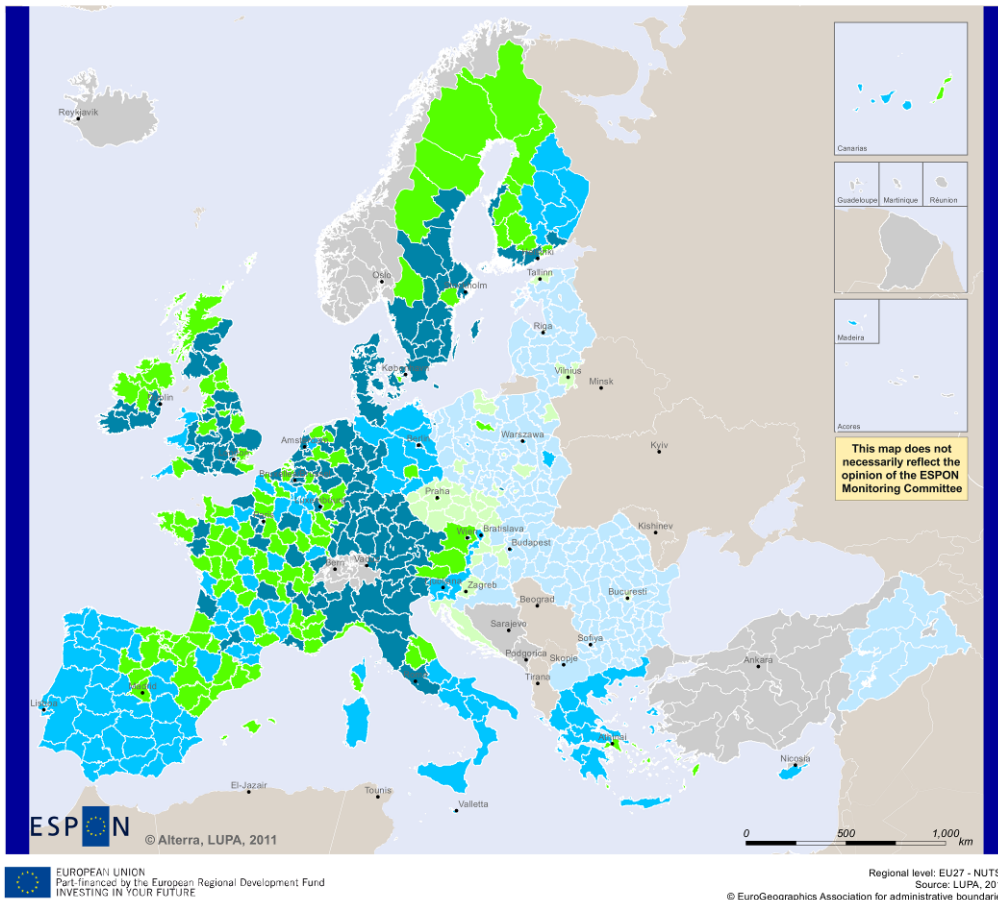 Reykjavik
Canarias
Guadeloupe
Martinique
Réunion
Oslo
Tallinn
Madeira
Riga
Vilnius
Minsk
Acores
Warszawa
Kyiv
This map does not
necessarily reflect the
opinion of the ESPON
Monitoring Committee
Praha
Kishinev
Bratislava
Budapest
Bern
Zagreb
Beograd
Bucuresti
Sarajevo
Sofiya
Podgorica
Skopje
Ankara
Tirana
Madrid
Nicosia
El-Jazair
Tounis
Valletta
ESPON
© Alterra, LUPA, 2011
0
500
1,000
km
EUROPEAN UNION
Part-financed by the European Regional Development Fund
INVESTING IN YOUR FUTURE
Regional level: EU27 - NUTS
Source: LUPA, 20
© EuroGeographics Association for administrative boundarie